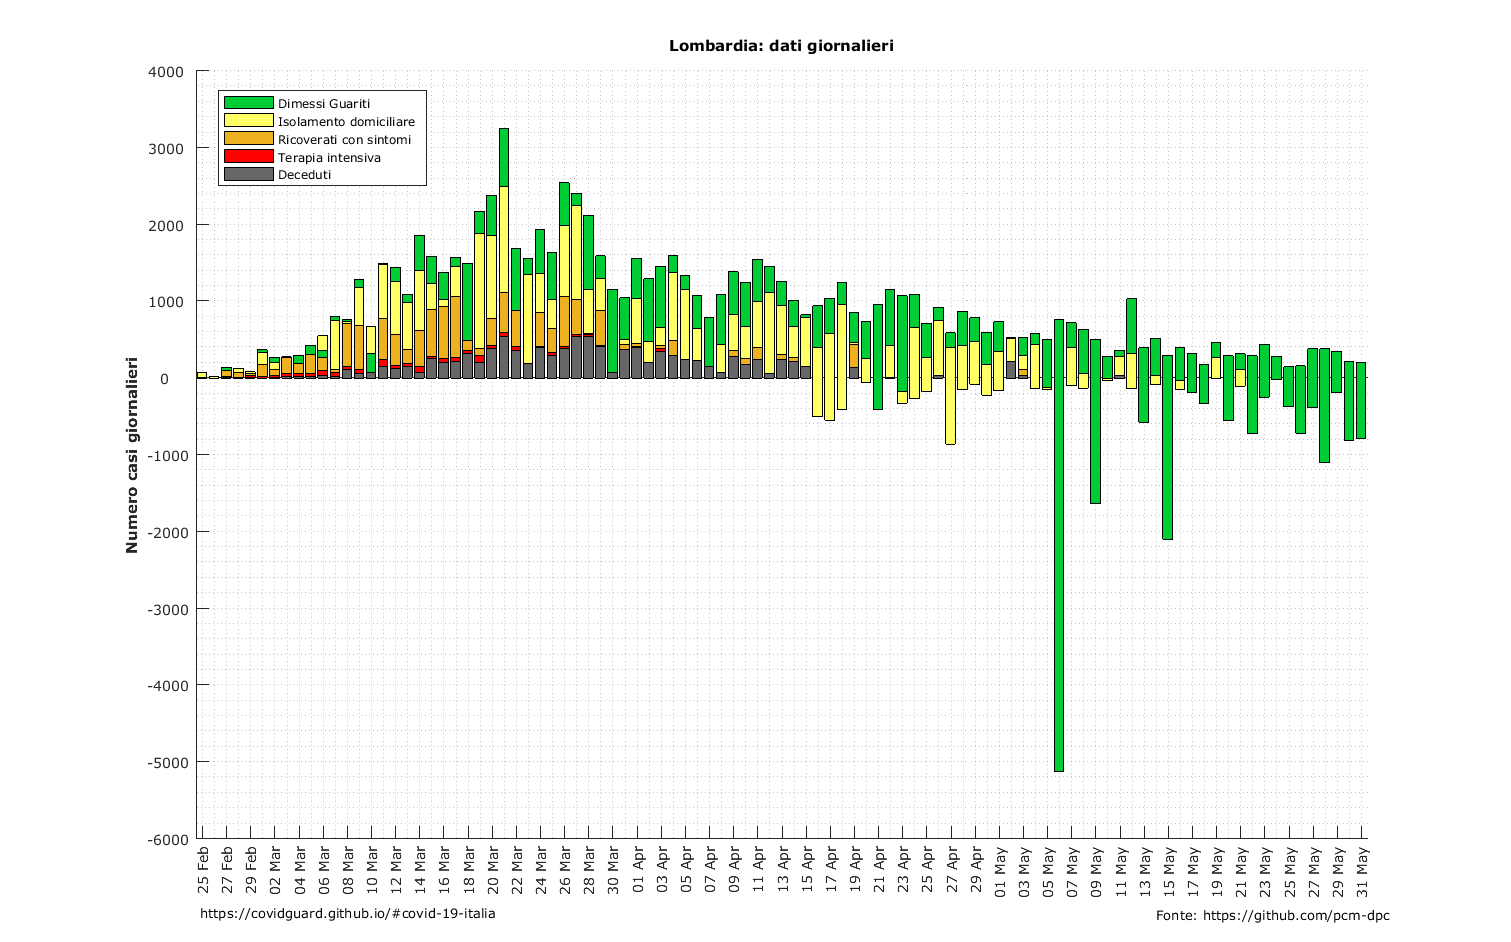 Lombardia: dati giornalieri
4000
3000
2000
1000
0
-1000
-2000
-3000
-4000
-5000
-6000
Numero casi giornalieri
Dimessi Guariti
Isolamento domiciliare
Ricoverati con sintomi
Terapia intensiva
Deceduti
25 Feb
27 Feb
29 Feb
02 Mar
04 Mar
06 Mar
08 Mar
10 Mar
12 Mar
14 Mar
16 Mar
18 Mar
20 Mar
22 Mar
24 Mar
26 Mar
28 Mar
30 Mar
01 Apr
03 Apr
05 Apr
07 Apr
09 Apr
11 Apr
13 Apr
15 Apr
17 Apr
19 Apr
21 Apr
23 Apr
25 Apr
27 Apr
29 Apr
01 May
03 May
05 May
07 May
09 May
11 May
13 May
15 May
17 May
19 May
21 May
23 May
25 May
27 May
29 May
31 May
https://covidguard.github.io/#covid-19-italia
Fonte: https://github.com/pcm-dpc